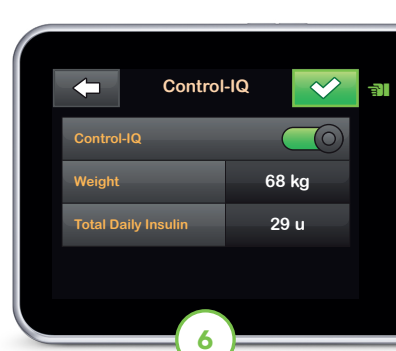 Control-IQ
Control-IQ
Weight 68 kg
Total Daily Insulin 29 u
6